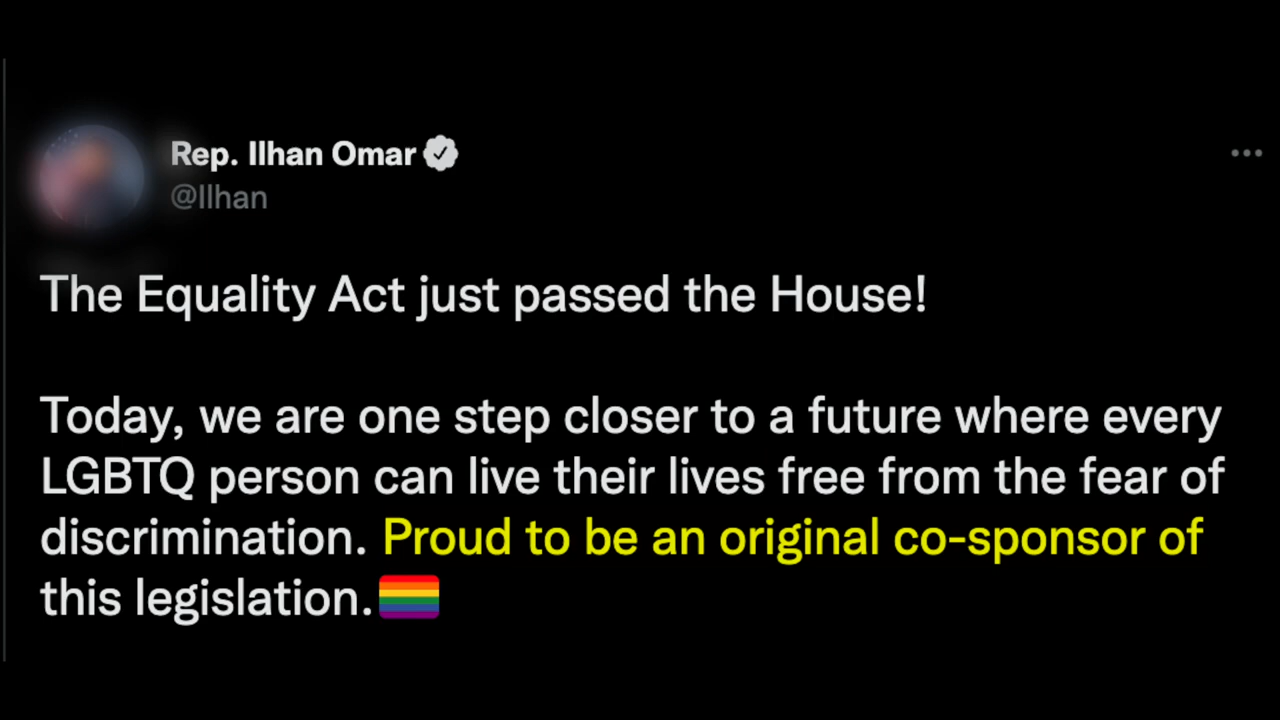 Rep. Ilhan Omar
@Ilhan
The Equality Act just passed the House!
Today, we are one step closer to a future where every
LGBTQ person can live their lives free from the fear of
discrimination. Proud to be an original co-sponsor of
this legislation.🏳️‍🌈